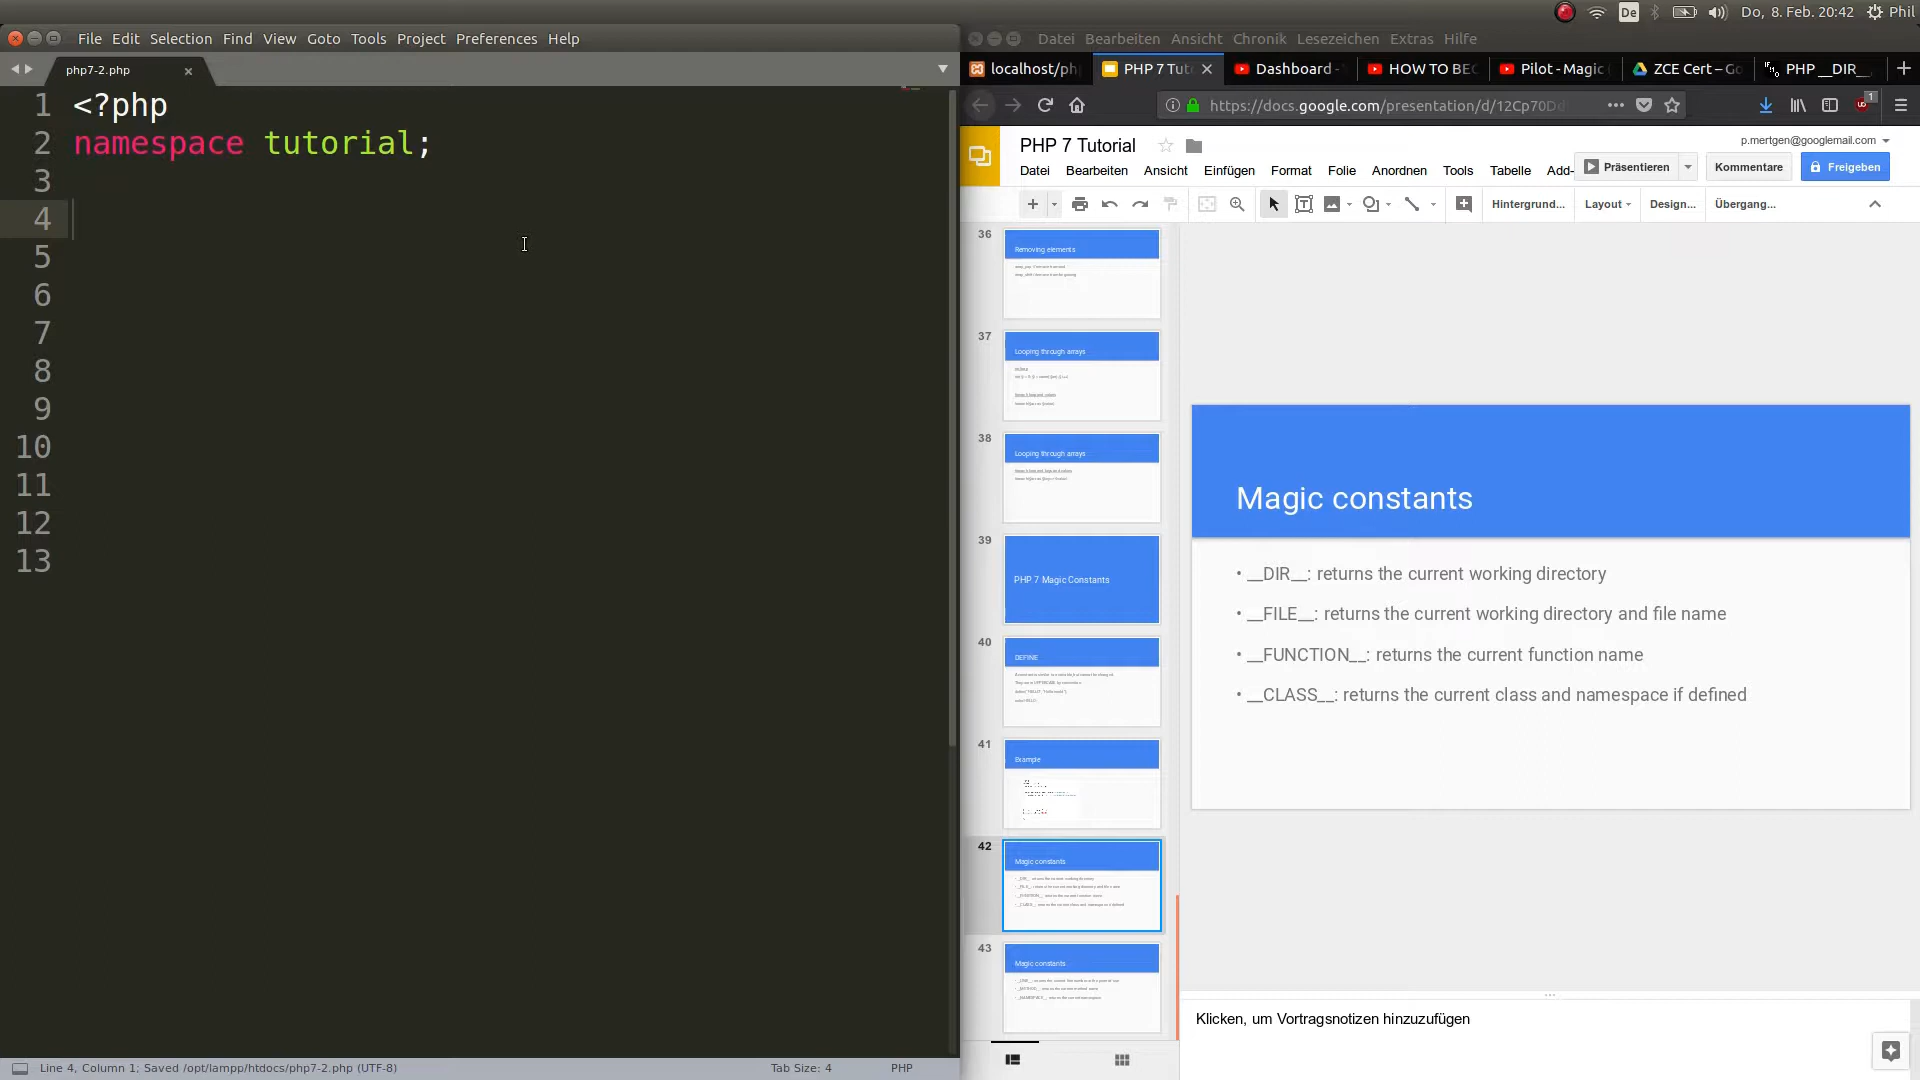 De
Do, 8. Feb. 20:42
Phil
File Edit Selection Find View Goto Tools Project Preferences Help
Datei Bearbeiten Ansicht Chronik Lesezeichen Extras Hilfe
php7-2.php
localhost/ph
PHP 7 Tut
Dashboard -
HOW TO BEC
Pilot - Magic
ZCE Cert – Go
PHP __DIR__
https://docs.google.com/presentation/d/12Cp70Dd
1
1 <?php
2 namespace tutorial;
3
4
5
6
7
8
9
10
11
12
13
PHP 7 Tutorial
p.mertgen@googlemail.com
Datei Bearbeiten Ansicht Einfügen Format Folie Anordnen Tools Tabelle Add-
Präsentieren
Kommentare
Freigeben
Hintergrund... Layout Design... Übergang...
36
Removing elements
37
Looping through arrays
38
Looping through arrays
39
PHP 7 Magic Constants
40
DEFINE
41
Example
42
Magic constants
43
Magic constants
Magic constants
• __DIR__: returns the current working directory
• __FILE__: returns the current working directory and file name
• __FUNCTION__: returns the current function name
• __CLASS__: returns the current class and namespace if defined
Klicken, um Vortragsnotizen hinzuzufügen
Line 4, Column 1; Saved /opt/lampp/htdocs/php7-2.php (UTF-8)
Tab Size: 4
PHP